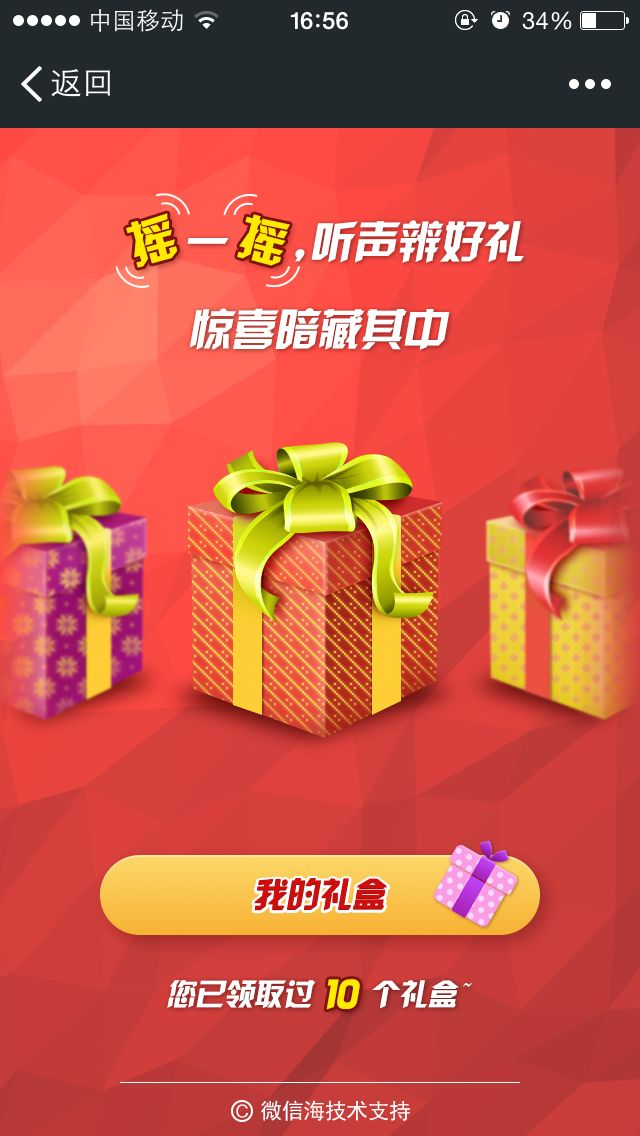 中国移动 16:56 34%
返回
摇一摇,听声辨好礼
惊喜暗藏其中
我的礼盒
您已领取过 10 个礼盒~
© 微信海技术支持